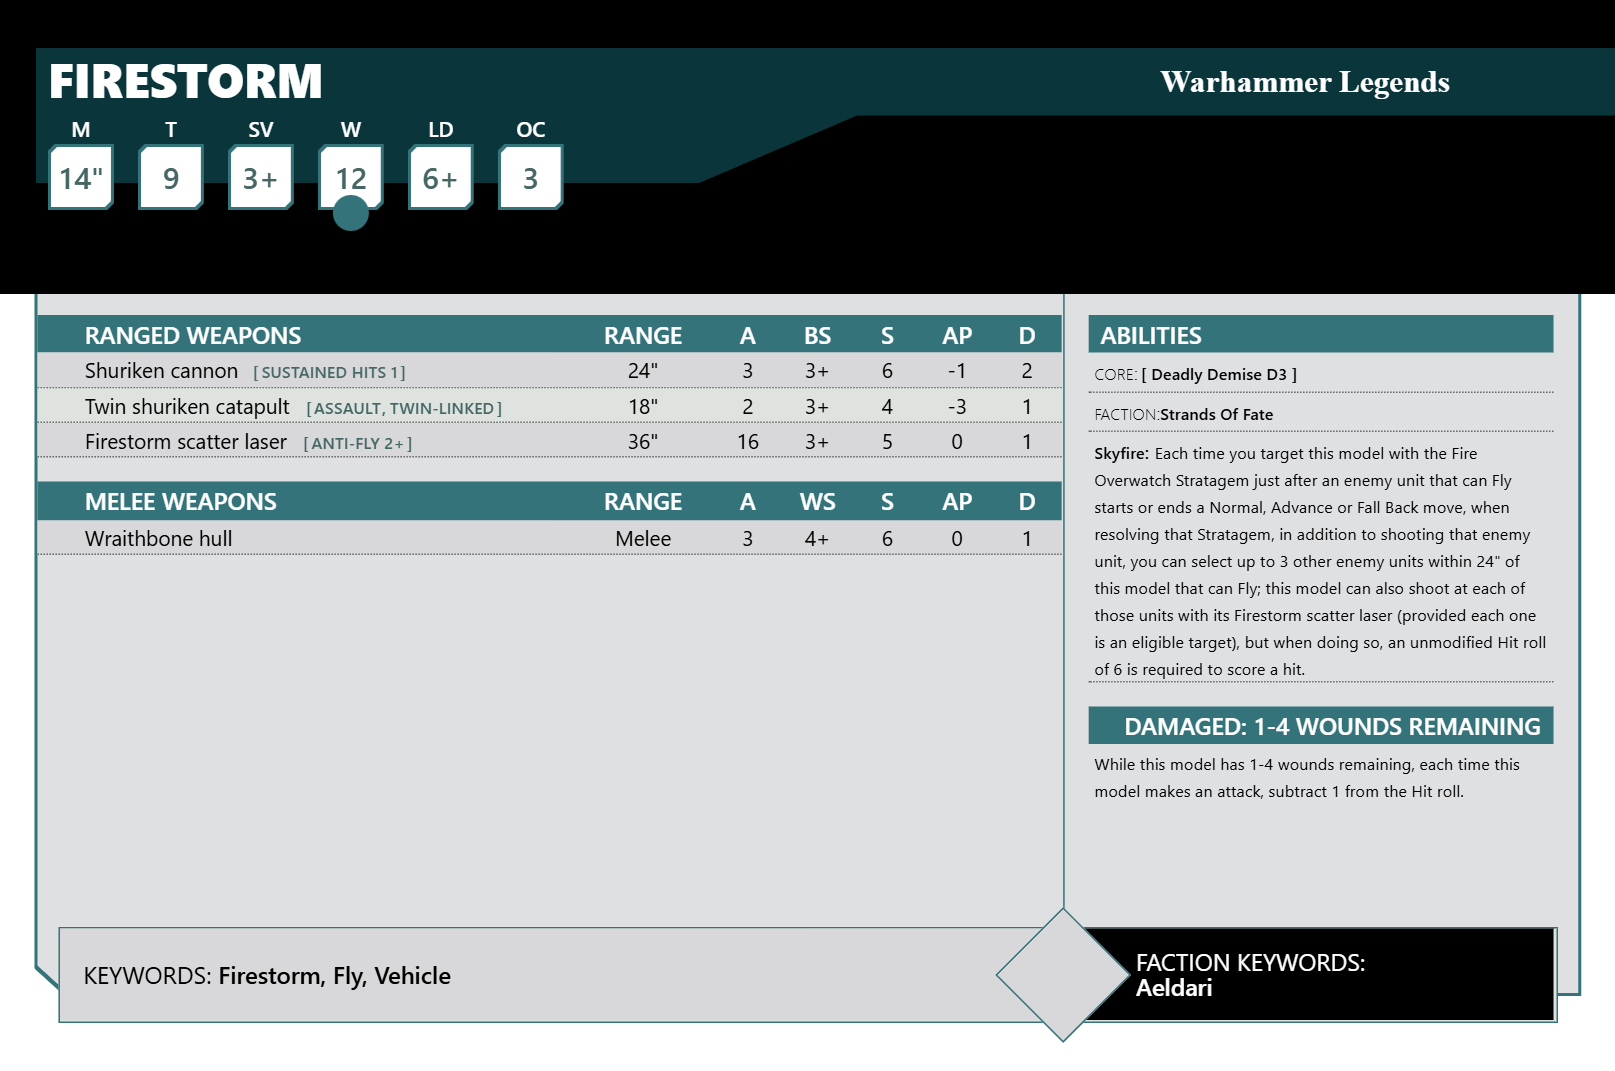 FIRESTORM
Warhammer Legends
M T SV W LD OC
14" 9 3+ 12 6+ 3
RANGED WEAPONS RANGE A BS S AP D
Shuriken cannon [ SUSTAINED HITS 1 ] 24" 3 3+ 6 -1 2
Twin shuriken catapult [ ASSAULT, TWIN-LINKED ] 18" 2 3+ 4 -3 1
Firestorm scatter laser [ ANTI-FLY 2+ ] 36" 16 3+ 5 0 1
MELEE WEAPONS RANGE A WS S AP D
Wraithbone hull Melee 3 4+ 6 0 1
ABILITIES
CORE: [ Deadly Demise D3 ]
FACTION:Strands Of Fate
Skyfire: Each time you target this model with the Fire
Overwatch Stratagem just after an enemy unit that can Fly
starts or ends a Normal, Advance or Fall Back move, when
resolving that Stratagem, in addition to shooting that enemy
unit, you can select up to 3 other enemy units within 24" of
this model that can Fly; this model can also shoot at each of
those units with its Firestorm scatter laser (provided each one
is an eligible target), but when doing so, an unmodified Hit roll
of 6 is required to score a hit.
DAMAGED: 1-4 WOUNDS REMAINING
While this model has 1-4 wounds remaining, each time this
model makes an attack, subtract 1 from the Hit roll.
KEYWORDS: Firestorm, Fly, Vehicle
FACTION KEYWORDS:
Aeldari